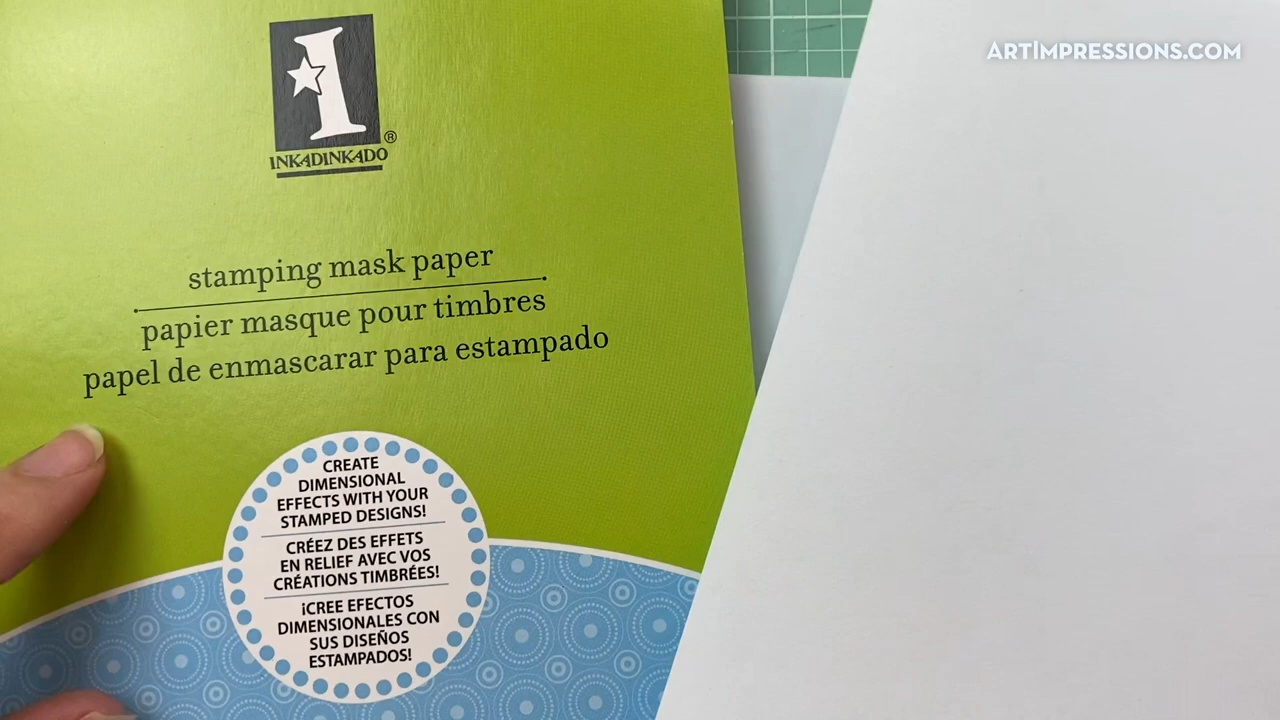 ARTIMPRESSIONS.COM
INKADINKADO®
stamping mask paper
papier masque pour timbres
papel de enmascarar para estampado
CREATE
DIMENSIONAL
EFFECTS WITH YOUR
STAMPED DESIGNS!
CRÉEZ DES EFFETS
EN RELIEF AVEC VOS
CRÉATIONS TIMBRÉES!
¡CREE EFECTOS
DIMENSIONALES CON
SUS DISEÑOS
ESTAMPADOS!